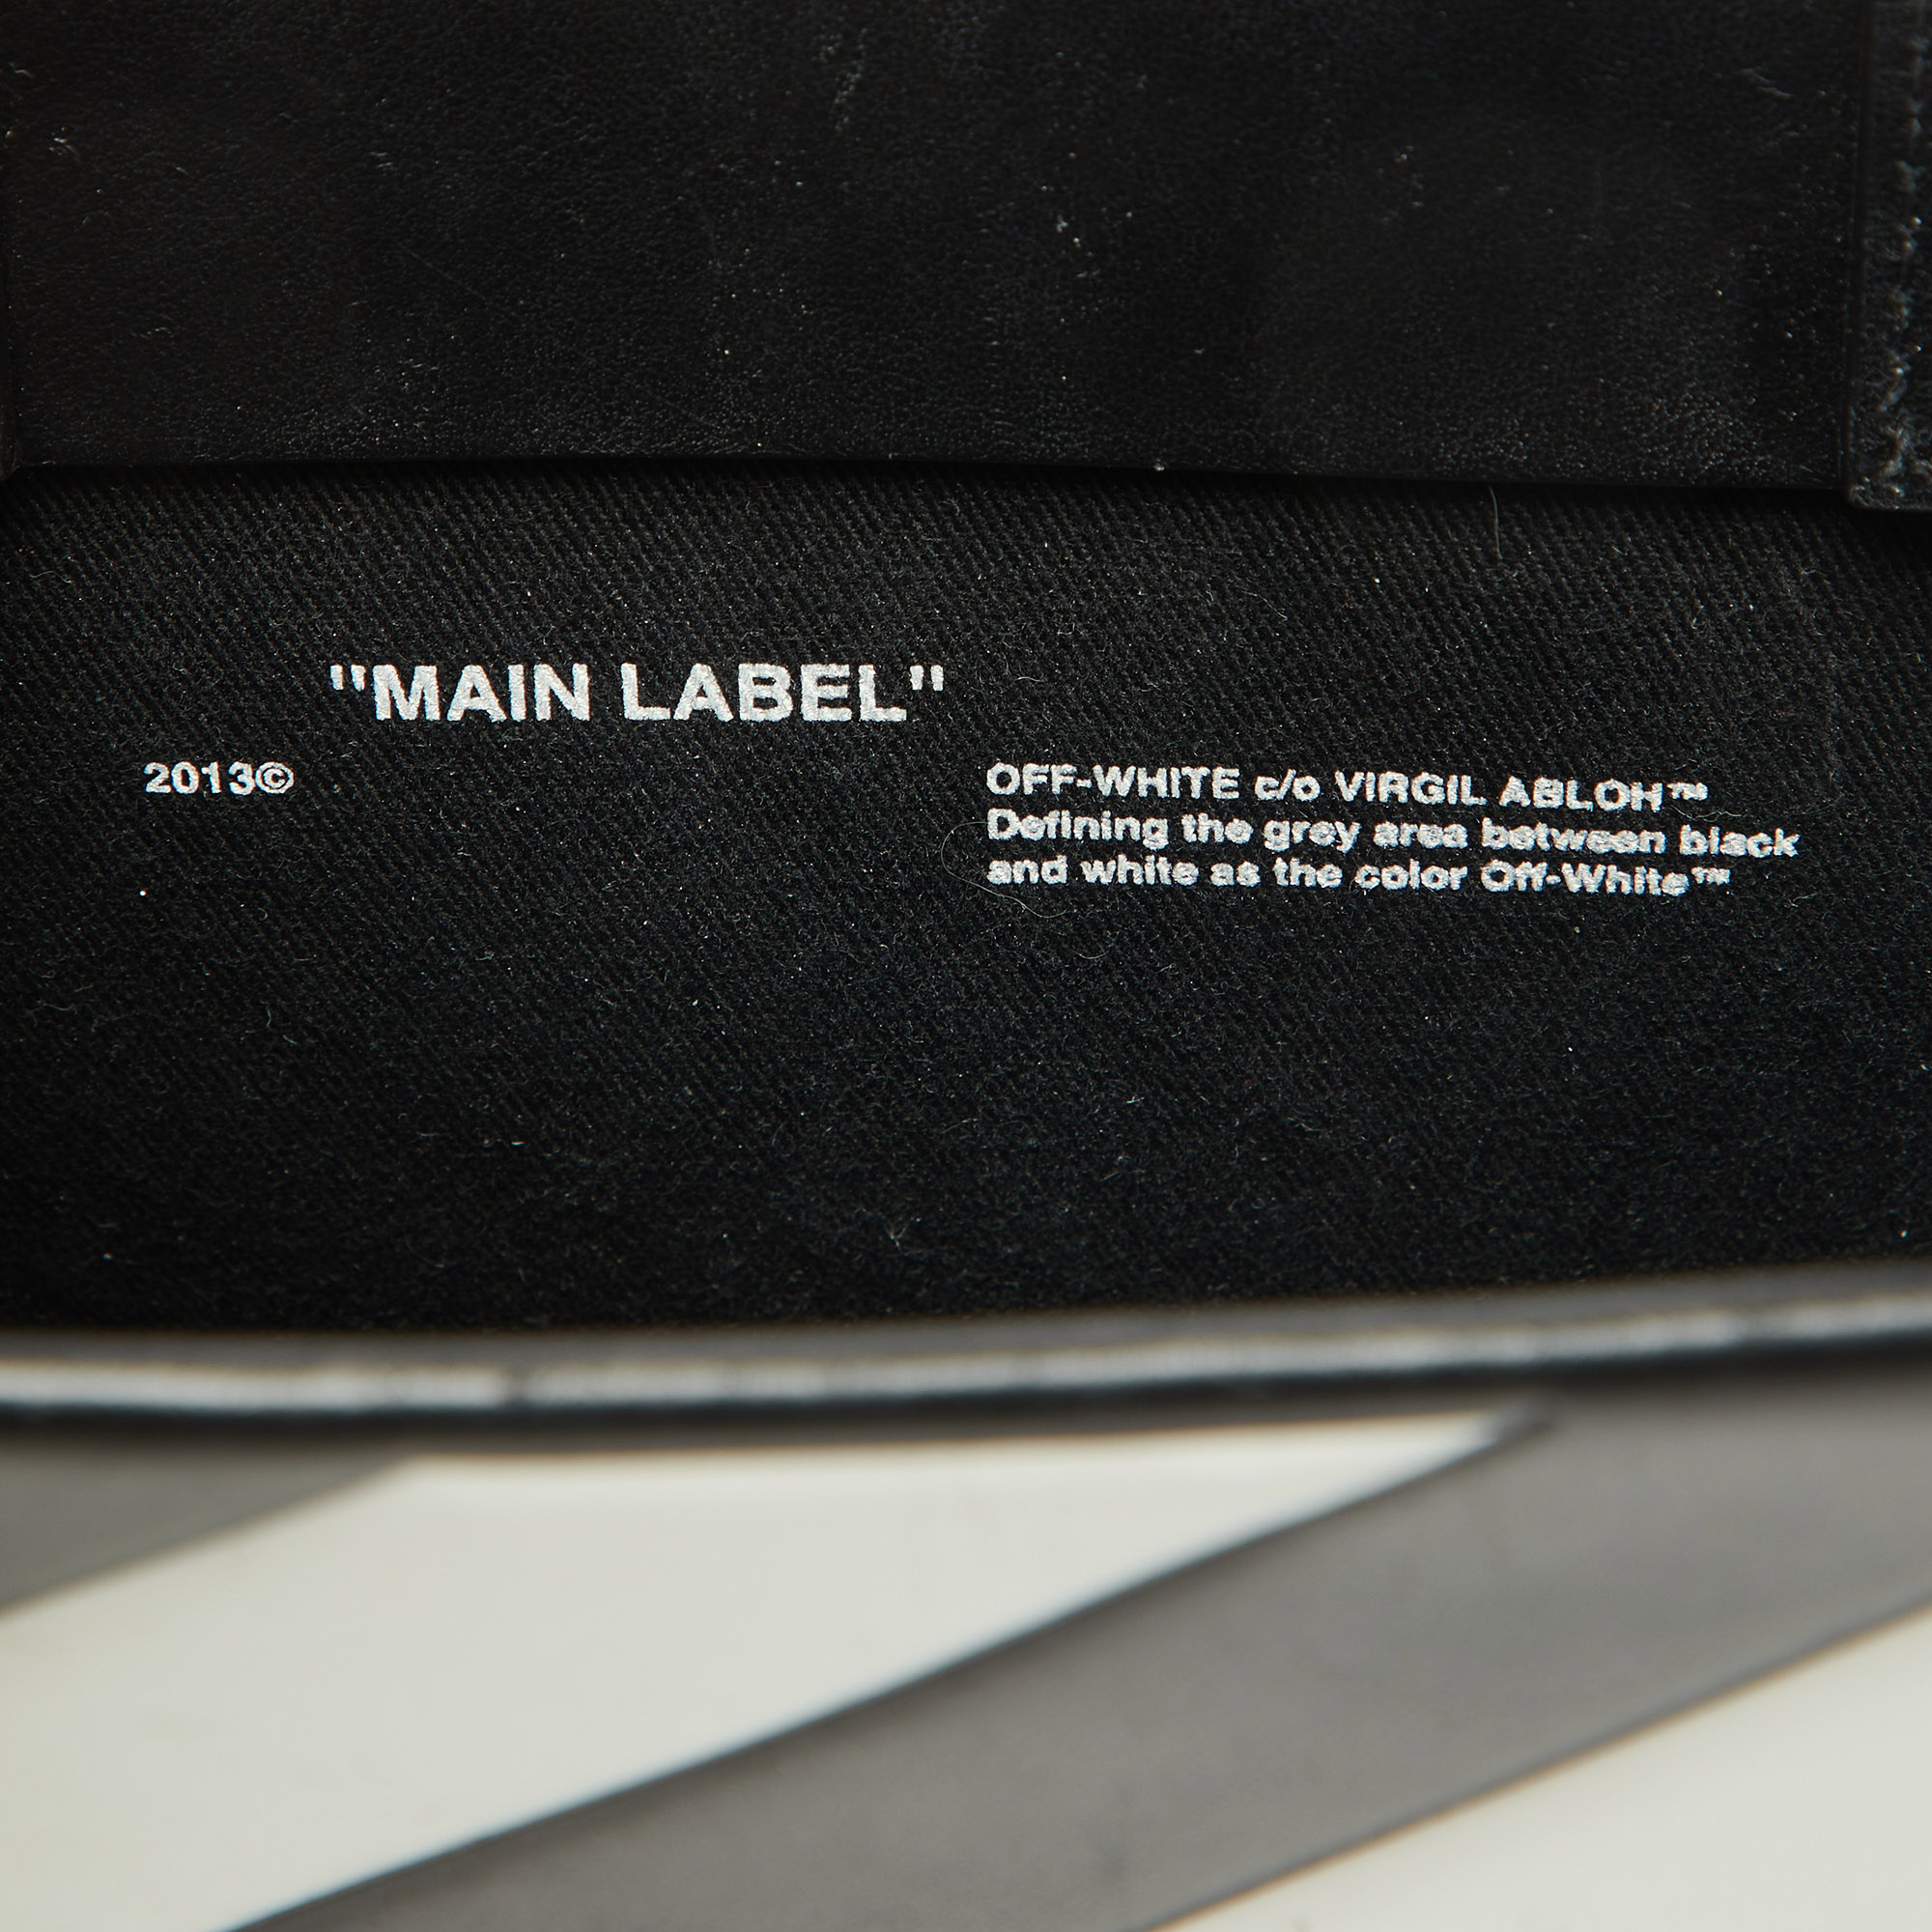 "MAIN LABEL"
2013©
OFF-WHITE c/o VIRGIL ABLOH™
Defining the grey area between black
and white as the color Off-White™